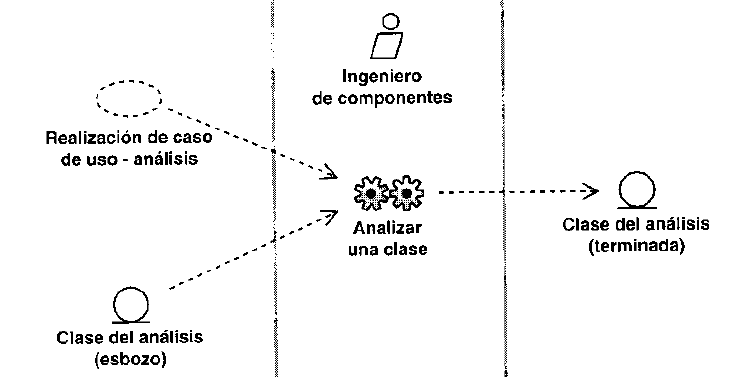 Ingeniero
de componentes
Realización de caso
de uso - análisis
Analizar
una clase
Clase del análisis
(terminada)
Clase del análisis
(esbozo)